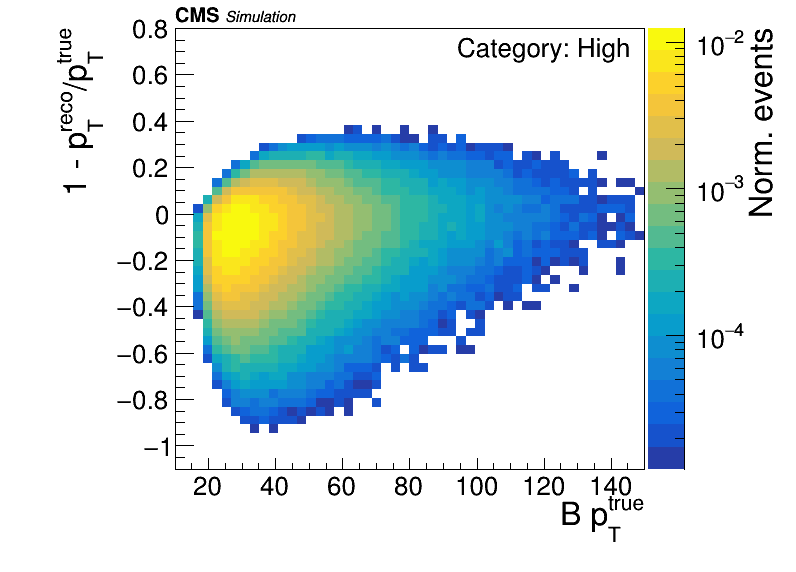 CMS Simulation
Category: High
1 - p_T^reco/p_T^true
0.8
0.6
0.4
0.2
0
−0.2
−0.4
−0.6
−0.8
−1
20 40 60 80 100 120 140
B p_T^true
10^−2
10^−3
10^−4
Norm. events